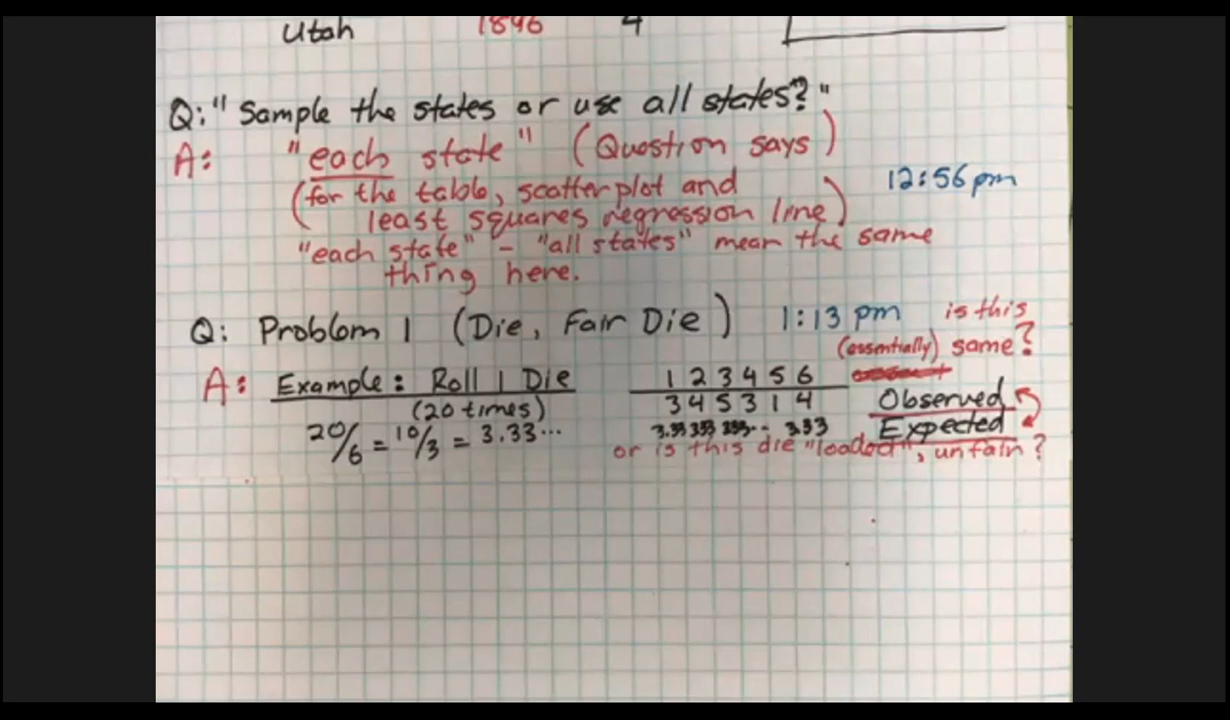 Utah 1896 4
Q: "Sample the states or use all states?"
A: "each state" (Question says)
(for the table, scatterplot and
least squares regression line)
12:56 pm
"each state" - "all states" mean the same
thing here.
Q: Problem 1 (Die, Fair Die) 1:13 pm is this
(essentially) same?
A: Example: Roll 1 Die 1 2 3 4 5 6
(20 times) 3 4 5 3 1 4 Observed
20/6 = 10/3 = 3.33... 3.33 3.33 3.33... 3.33 Expected
or is this die "loaded", unfair?